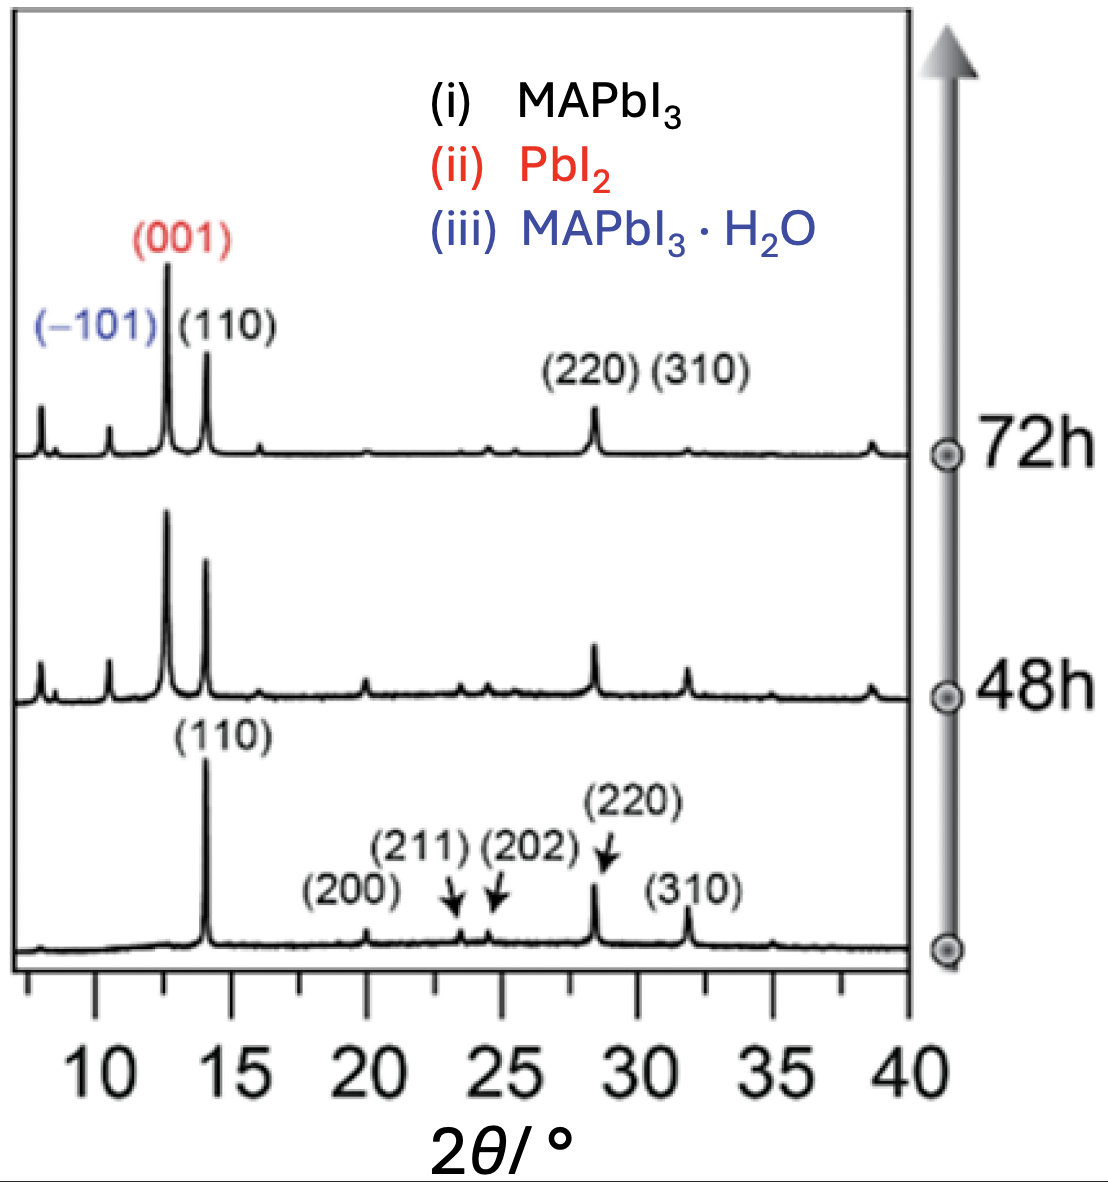 (i) MAPbI₃
(ii) PbI₂
(iii) MAPbI₃ · H₂O
(001)
(−101) (110)
(220) (310)
72h
48h
(110)
(220)
(211) (202)
(200) (310)
10 15 20 25 30 35 40
2θ/ °